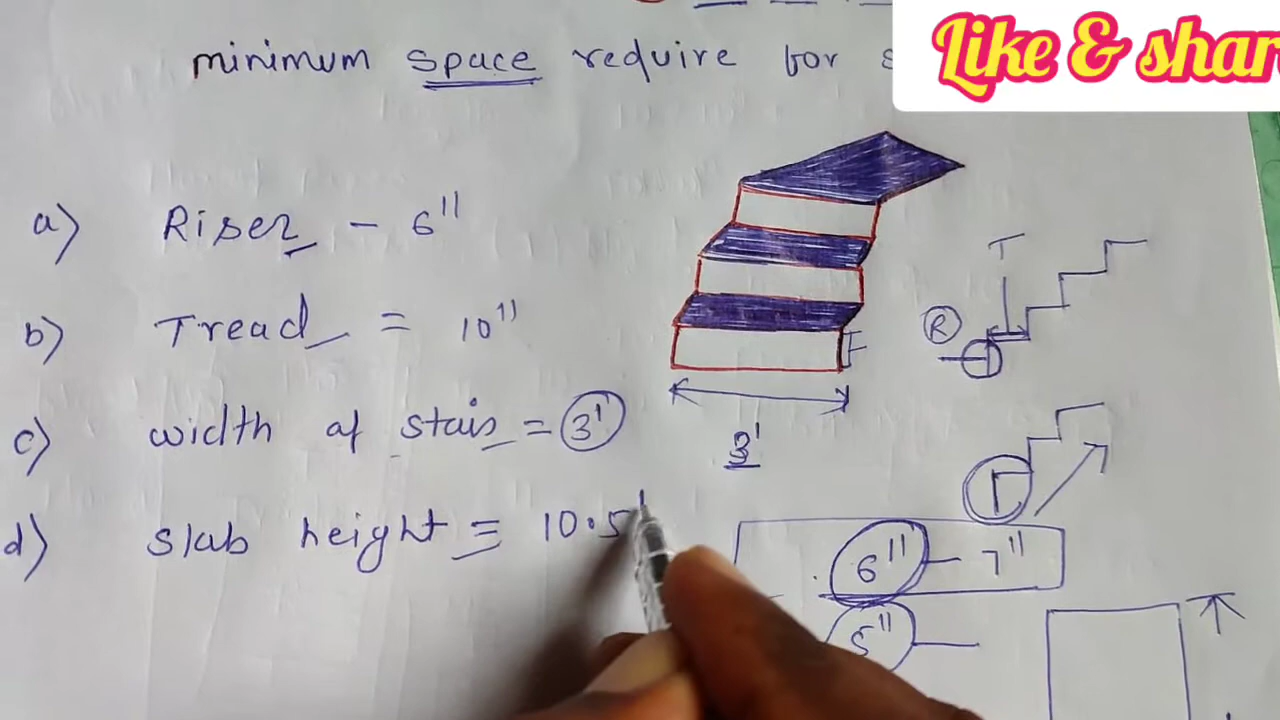 Like & shar
minimum space require for s
a) Riser - 6"
T
b) Tread = 10"
R
c) width of stais = 3'
3'
d) slab height = 10.5'
6" - 7"
5"